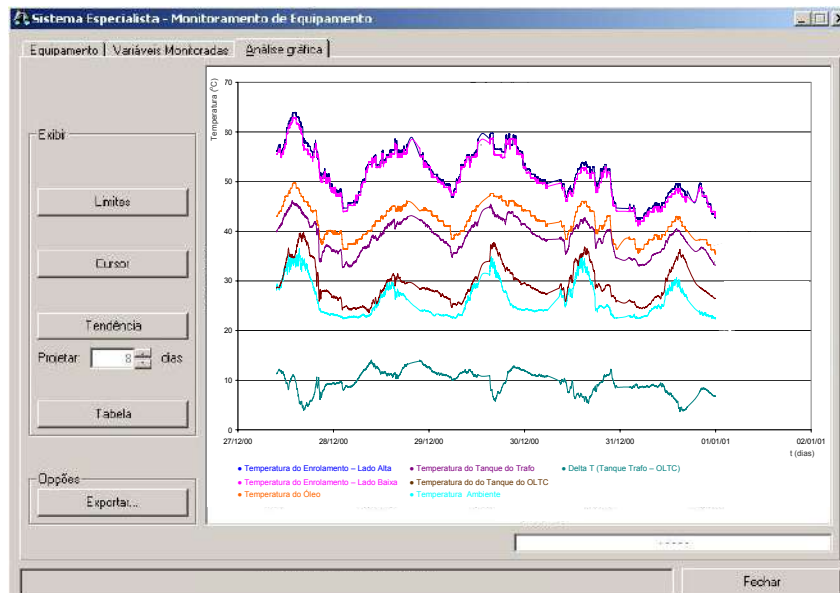 Sistema Especialista - Monitoramento de Equipamento
Equipamento
Variáveis Monitoradas
Análise gráfica
Exibir
Limites
Cursor
Tendência
Projetar 8 dias
Tabela
Opções
Exportar...
Temperatura (°C)
70
60
50
40
30
20
10
0
27/12/00
28/12/00
29/12/00
30/12/00
31/12/00
01/01/01
02/01/01
t (dias)
Temperatura do Enrolamento – Lado Alta
Temperatura do Tanque do Trafo
Delta T (Tanque Trafo – OLTC)
Temperatura do Enrolamento – Lado Baixa
Temperatura do do Tanque do OLTC
Temperatura do Óleo
Temperatura Ambiente
-----
Fechar